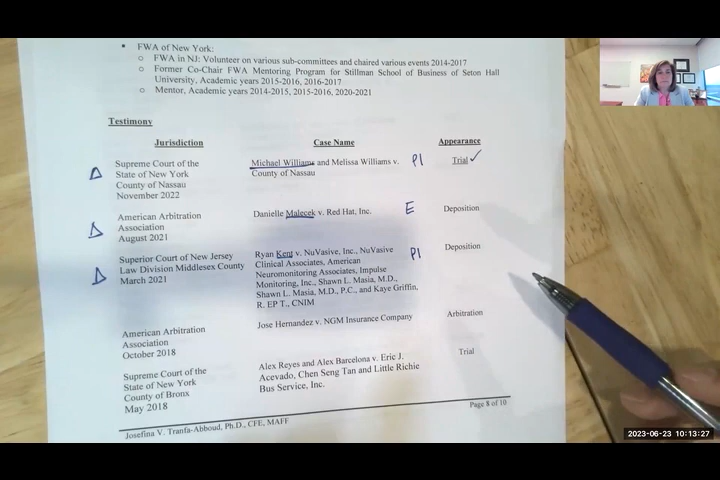 • FWA of New York:
o FWA in NJ: Volunteer on various sub-committees and chaired various events 2014-2017
o Former Co-Chair FWA Mentoring Program for Stillman School of Business of Seton Hall
University, Academic years 2015-2016, 2016-2017
o Mentor, Academic years 2014-2015, 2015-2016, 2020-2021
Testimony
Jurisdiction Case Name Appearance
Δ Supreme Court of the
State of New York
County of Nassau
November 2022
Michael Williams and Melissa Williams v.
County of Nassau
Pl
Trial ✓
Δ American Arbitration
Association
August 2021
Danielle Malecek v. Red Hat, Inc.
E
Deposition
Δ Superior Court of New Jersey
Law Division Middlesex County
March 2021
Ryan Kent v. NuVasive, Inc., NuVasive
Clinical Associates, American
Neuromonitoring Associates, Impulse
Monitoring, Inc., Shawn L. Masia, M.D.,
Shawn L. Masia, M.D., P.C., and Kaye Griffin,
R. EP T., CNIM
Pl
Deposition
American Arbitration
Association
October 2018
Jose Hernandez v. NGM Insurance Company
Arbitration
Supreme Court of the
State of New York
County of Bronx
May 2018
Alex Reyes and Alex Barcelona v. Eric J.
Acevado, Chen Seng Tan and Little Richie
Bus Service, Inc.
Trial
Josefina V. Tranfa-Abboud, Ph.D., CFE, MAFF
Page 8 of 10
2023-06-23 10:13:27